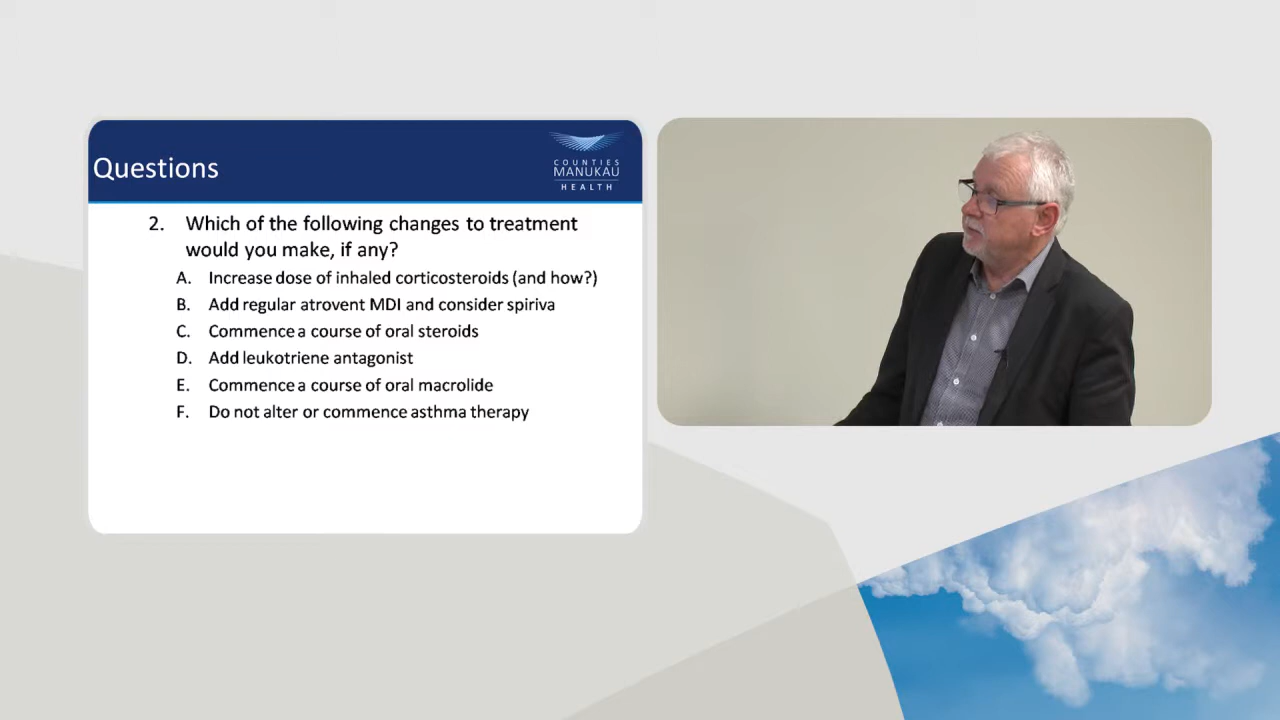 Questions
COUNTIES
MANUKAU
HEALTH
2. Which of the following changes to treatment
would you make, if any?
A. Increase dose of inhaled corticosteroids (and how?)
B. Add regular atrovent MDI and consider spiriva
C. Commence a course of oral steroids
D. Add leukotriene antagonist
E. Commence a course of oral macrolide
F. Do not alter or commence asthma therapy